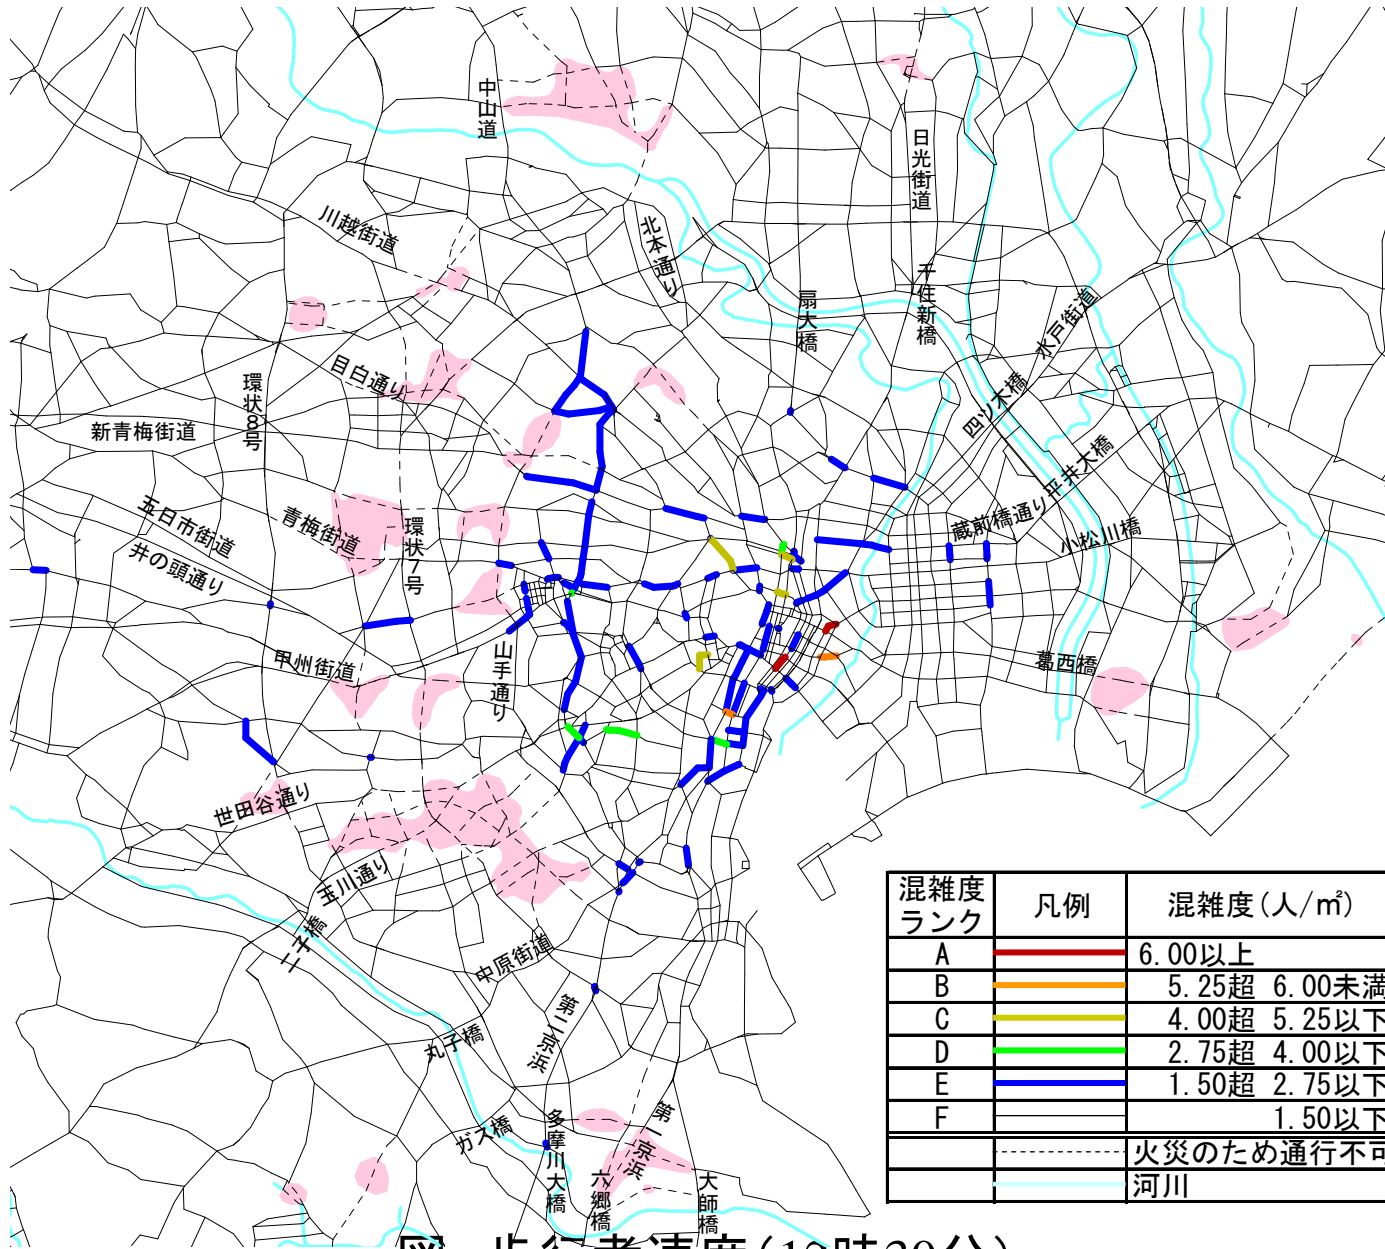 中山道
日光街道
川越街道
北本通り
千住新橋
扇大橋
水戸街道
目白通り
環状8号
四ツ木橋
新青梅街道
平井大橋
五日市街道
青梅街道
環状7号
蔵前橋通り
小松川橋
井の頭通り
甲州街道
山手通り
葛西橋
世田谷通り
玉川通り
二子橋
中原街道
第二京浜
丸子橋
ガス橋
多摩川大橋
六郷橋
第一京浜
大師橋
混雑度ランク 凡例 混雑度(人/㎡)
A 6.00以上
B 5.25超 6.00未満
C 4.00超 5.25以下
D 2.75超 4.00以下
E 1.50超 2.75以下
F 1.50以下
火災のため通行不可
河川